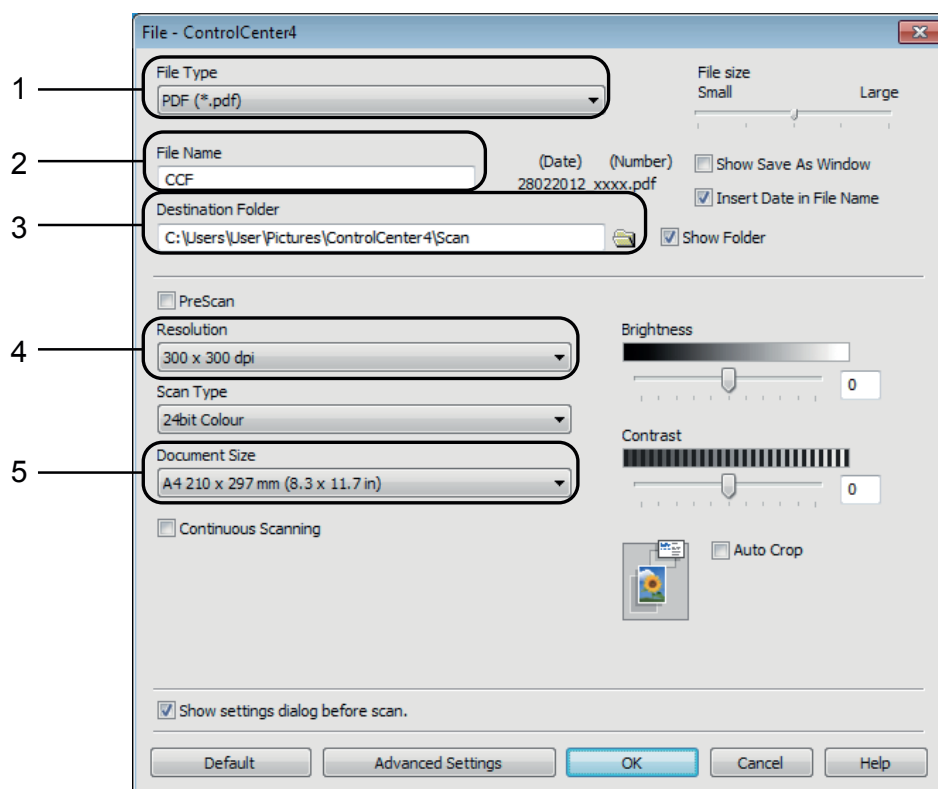 File - ControlCenter4
1
File Type
PDF (*.pdf)
File size
Small Large
2
File Name
CCF
(Date) (Number)
28022012 xxxx.pdf
Show Save As Window
Insert Date in File Name
3
Destination Folder
C:\Users\User\Pictures\ControlCenter4\Scan
Show Folder
PreScan
4
Resolution
300 x 300 dpi
Brightness
0
Scan Type
24bit Colour
Contrast
0
5
Document Size
A4 210 x 297 mm (8.3 x 11.7 in)
Continuous Scanning
Auto Crop
Show settings dialog before scan.
Default Advanced Settings OK Cancel Help